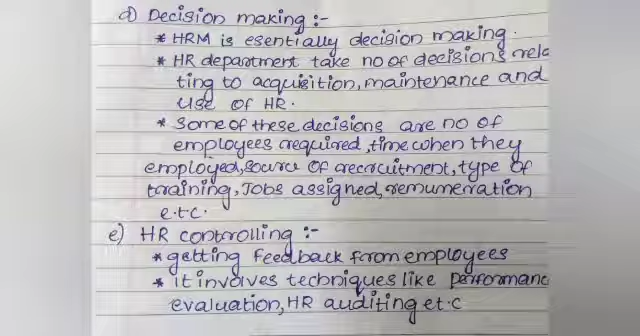 d) Decision making :-
* HRM is esentially decision making.
* HR department take no of decisions rela
ting to acquisition, maintenance and
use of HR.
* Some of these decisions are no of
employees required, time when they
employed, source of recruitment, type of
training, Jobs assigned, remuneration
e.t.c.
e) HR controlling :-
* getting feedback from employees
* it involves techniques like performanc
evaluation, HR auditing et.c